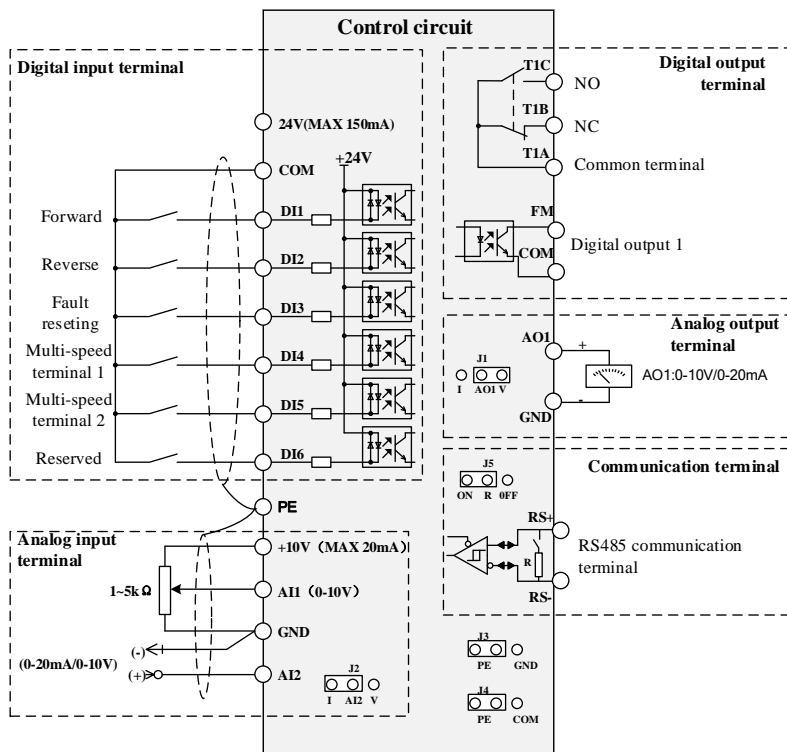 Control circuit
Digital input terminal
24V(MAX 150mA)
COM
+24V
Forward
DI1
Reverse
DI2
Fault
reseting
DI3
Multi-speed
terminal 1
DI4
Multi-speed
terminal 2
DI5
Reserved
DI6
PE
Analog input
terminal
+10V（MAX 20mA）
1~5kΩ
AI1（0-10V）
GND
(-)
(0-20mA/0-10V)
(+)
AI2
J2
I AI2 V
Digital output
terminal
T1C
NO
T1B
NC
T1A
Common terminal
FM
COM
Digital output 1
Analog output
terminal
AO1
+
J1
I AO1 V
AO1:0-10V/0-20mA
-
GND
Communication terminal
J5
ON R 0FF
RS+
RS485 communication
terminal
R
RS-
J3
PE GND
J4
PE COM